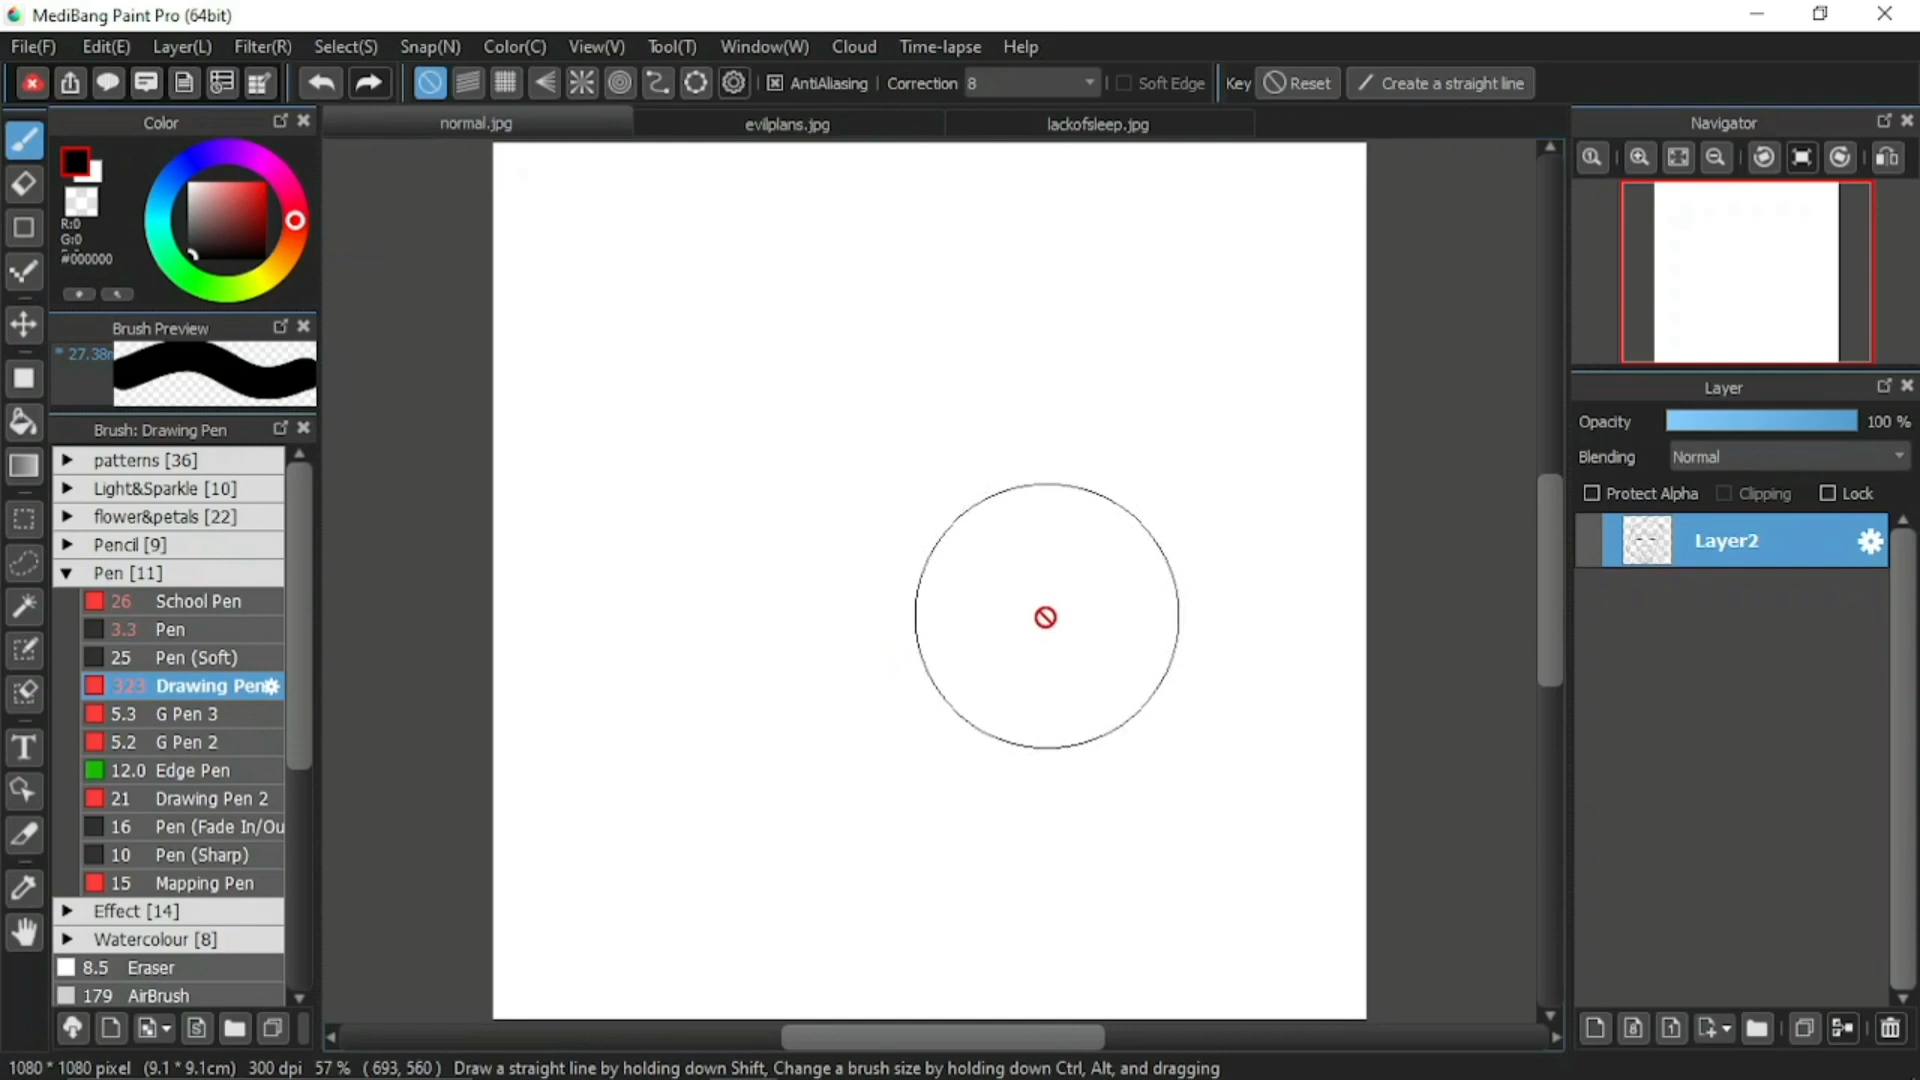 MediBang Paint Pro (64bit)
File(F) Edit(E) Layer(L) Filter(R) Select(S) Snap(N) Color(C) View(V) Tool(T) Window(W) Cloud Time-lapse Help
AntiAliasing Correction 8 Soft Edge Key Reset Create a straight line
Color
normal.jpg evilplans.jpg lackofsleep.jpg
Navigator
R:0
G:0
#000000
Brush Preview
* 27.38
Brush: Drawing Pen
Layer
Opacity 100 %
Blending Normal
Protect Alpha Clipping Lock
Layer2
patterns [36]
Light&Sparkle [10]
flower&petals [22]
Pencil [9]
Pen [11]
26 School Pen
3.3 Pen
25 Pen (Soft)
323 Drawing Pen
5.3 G Pen 3
5.2 G Pen 2
12.0 Edge Pen
21 Drawing Pen 2
16 Pen (Fade In/Ou
10 Pen (Sharp)
15 Mapping Pen
Effect [14]
Watercolour [8]
8.5 Eraser
179 AirBrush
1080 * 1080 pixel (9.1 * 9.1cm) 300 dpi 57 % ( 693, 560 ) Draw a straight line by holding down Shift, Change a brush size by holding down Ctrl, Alt, and dragging